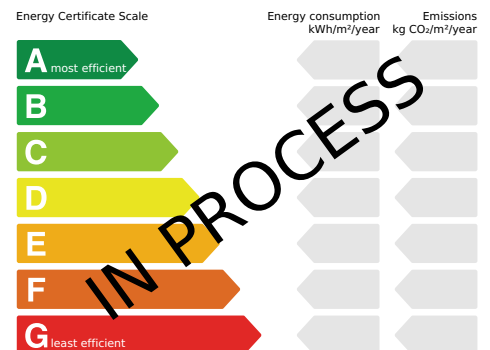 Energy Certificate Scale
Energy consumption
kWh/m²/year
Emissions
kg CO₂/m²/year
A most efficient
B
C
D
E
F
G least efficient
IN PROCESS